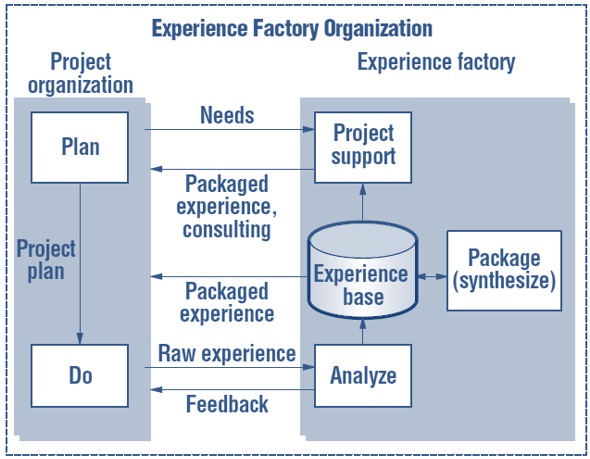 Experience Factory Organization
Project
organization
Experience factory
Plan
Needs
Project
support
Packaged
experience,
consulting
Project
plan
Packaged
experience
Experience
base
Package
(synthesize)
Do
Raw experience
Feedback
Analyze